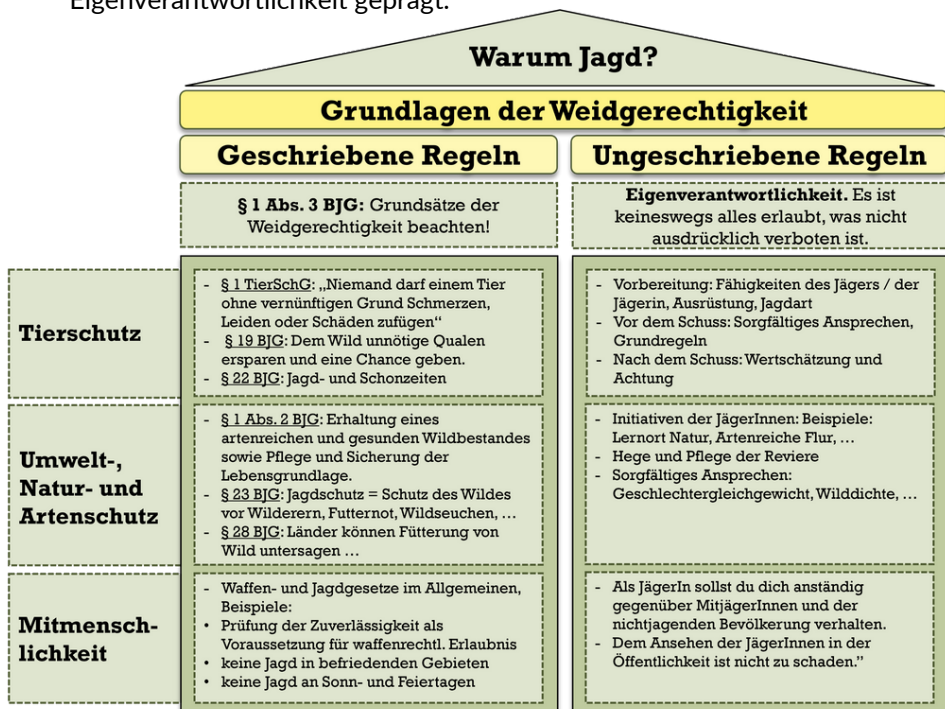 Eigenverantwortlichkeit geprägt.
Warum Jagd?
Grundlagen der Weidgerechtigkeit
Geschriebene Regeln
Ungeschriebene Regeln
§ 1 Abs. 3 BJG: Grundsätze der
Weidgerechtigkeit beachten!
Eigenverantwortlichkeit. Es ist
keineswegs alles erlaubt, was nicht
ausdrücklich verboten ist.
Tierschutz
- § 1 TierSchG: „Niemand darf einem Tier
ohne vernünftigen Grund Schmerzen,
Leiden oder Schäden zufügen“
- § 19 BJG: Dem Wild unnötige Qualen
ersparen und eine Chance geben.
- § 22 BJG: Jagd- und Schonzeiten
- Vorbereitung: Fähigkeiten des Jägers / der
Jägerin, Ausrüstung, Jagdart
- Vor dem Schuss: Sorgfältiges Ansprechen,
Grundregeln
- Nach dem Schuss: Wertschätzung und
Achtung
Umwelt-,
Natur- und
Artenschutz
- § 1 Abs. 2 BJG: Erhaltung eines
artenreichen und gesunden Wildbestandes
sowie Pflege und Sicherung der
Lebensgrundlage.
- § 23 BJG: Jagdschutz = Schutz des Wildes
vor Wilderern, Futternot, Wildseuchen, …
- § 28 BJG: Länder können Fütterung von
Wild untersagen …
- Initiativen der JägerInnen: Beispiele:
Lernort Natur, Artenreiche Flur, …
- Hege und Pflege der Reviere
- Sorgfältiges Ansprechen:
Geschlechtergleichgewicht, Wilddichte, …
Mitmensch-
lichkeit
- Waffen- und Jagdgesetze im Allgemeinen,
Beispiele:
• Prüfung der Zuverlässigkeit als
Voraussetzung für waffenrechtl. Erlaubnis
• keine Jagd in befriedenden Gebieten
• keine Jagd an Sonn- und Feiertagen
- Als JägerIn sollst du dich anständig
gegenüber MitjägerInnen und der
nichtjagenden Bevölkerung verhalten.
- Dem Ansehen der JägerInnen in der
Öffentlichkeit ist nicht zu schaden.”